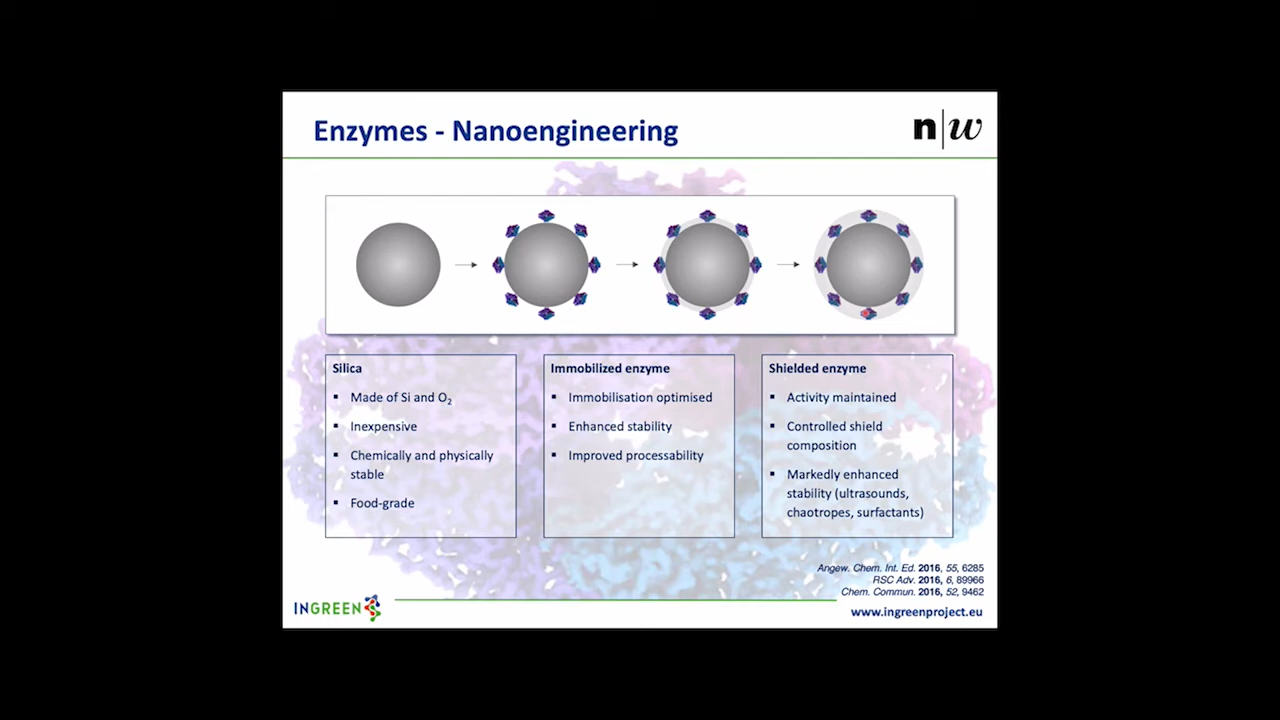 Enzymes - Nanoengineering
n|w
Silica
▪ Made of Si and O₂
▪ Inexpensive
▪ Chemically and physically
stable
▪ Food-grade
Immobilized enzyme
▪ Immobilisation optimised
▪ Enhanced stability
▪ Improved processability
Shielded enzyme
▪ Activity maintained
▪ Controlled shield
composition
▪ Markedly enhanced
stability (ultrasounds,
chaotropes, surfactants)
Angew. Chem. Int. Ed. 2016, 55, 6285
RSC Adv. 2016, 6, 89966
Chem. Commun. 2016, 52, 9462
INGREEN
www.ingreenproject.eu